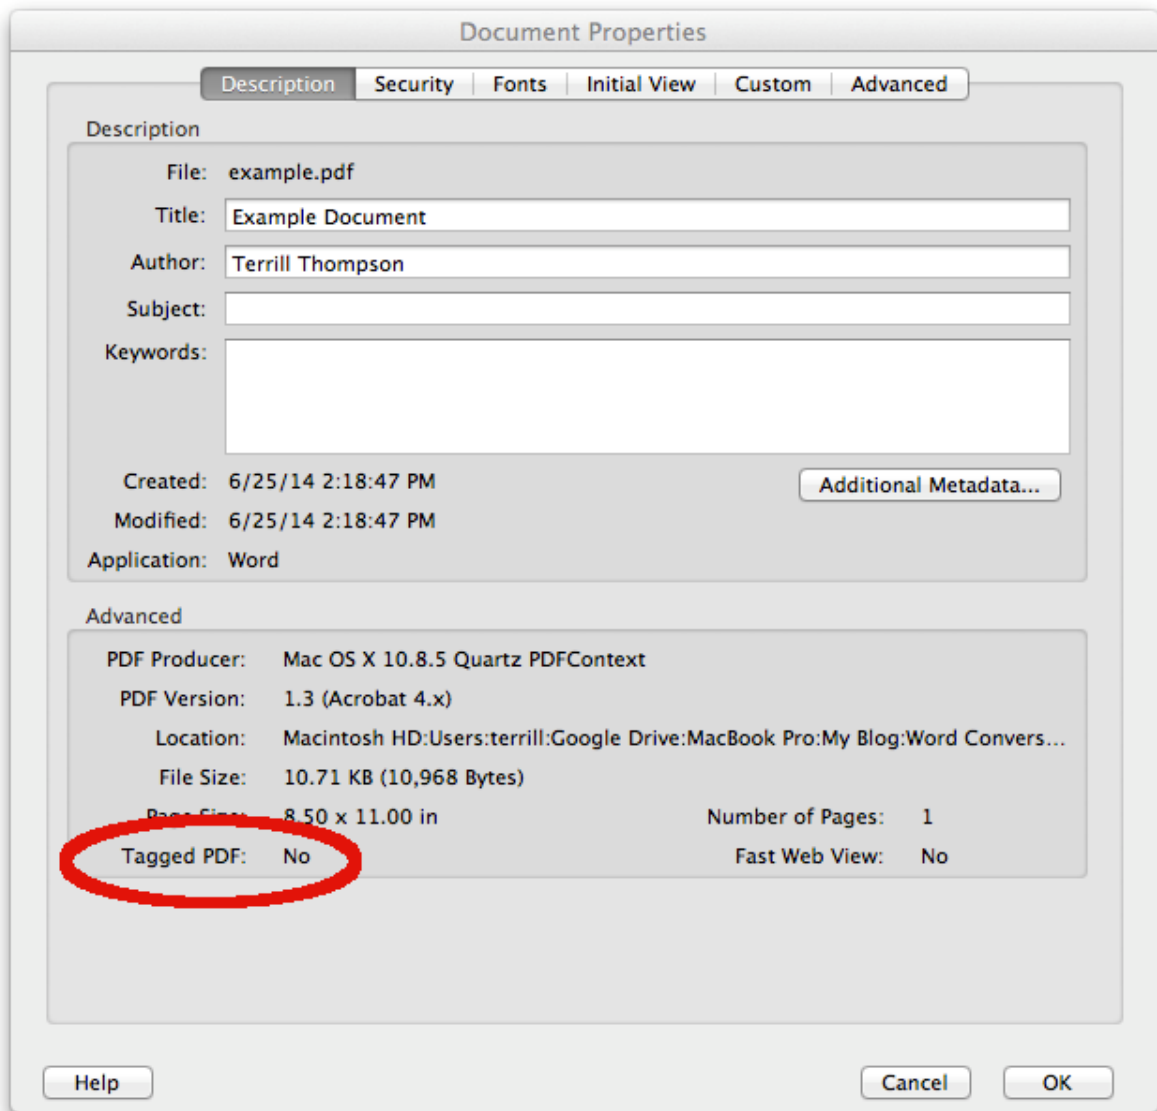 Document Properties
Description Security Fonts Initial View Custom Advanced
Description
File: example.pdf
Title: Example Document
Author: Terrill Thompson
Subject:
Keywords:
Created: 6/25/14 2:18:47 PM
Additional Metadata...
Modified: 6/25/14 2:18:47 PM
Application: Word
Advanced
PDF Producer: Mac OS X 10.8.5 Quartz PDFContext
PDF Version: 1.3 (Acrobat 4.x)
Location: Macintosh HD:Users:terrill:Google Drive:MacBook Pro:My Blog:Word Convers...
File Size: 10.71 KB (10,968 Bytes)
Page Size: 8.50 x 11.00 in Number of Pages: 1
Tagged PDF: No Fast Web View: No
Help Cancel OK